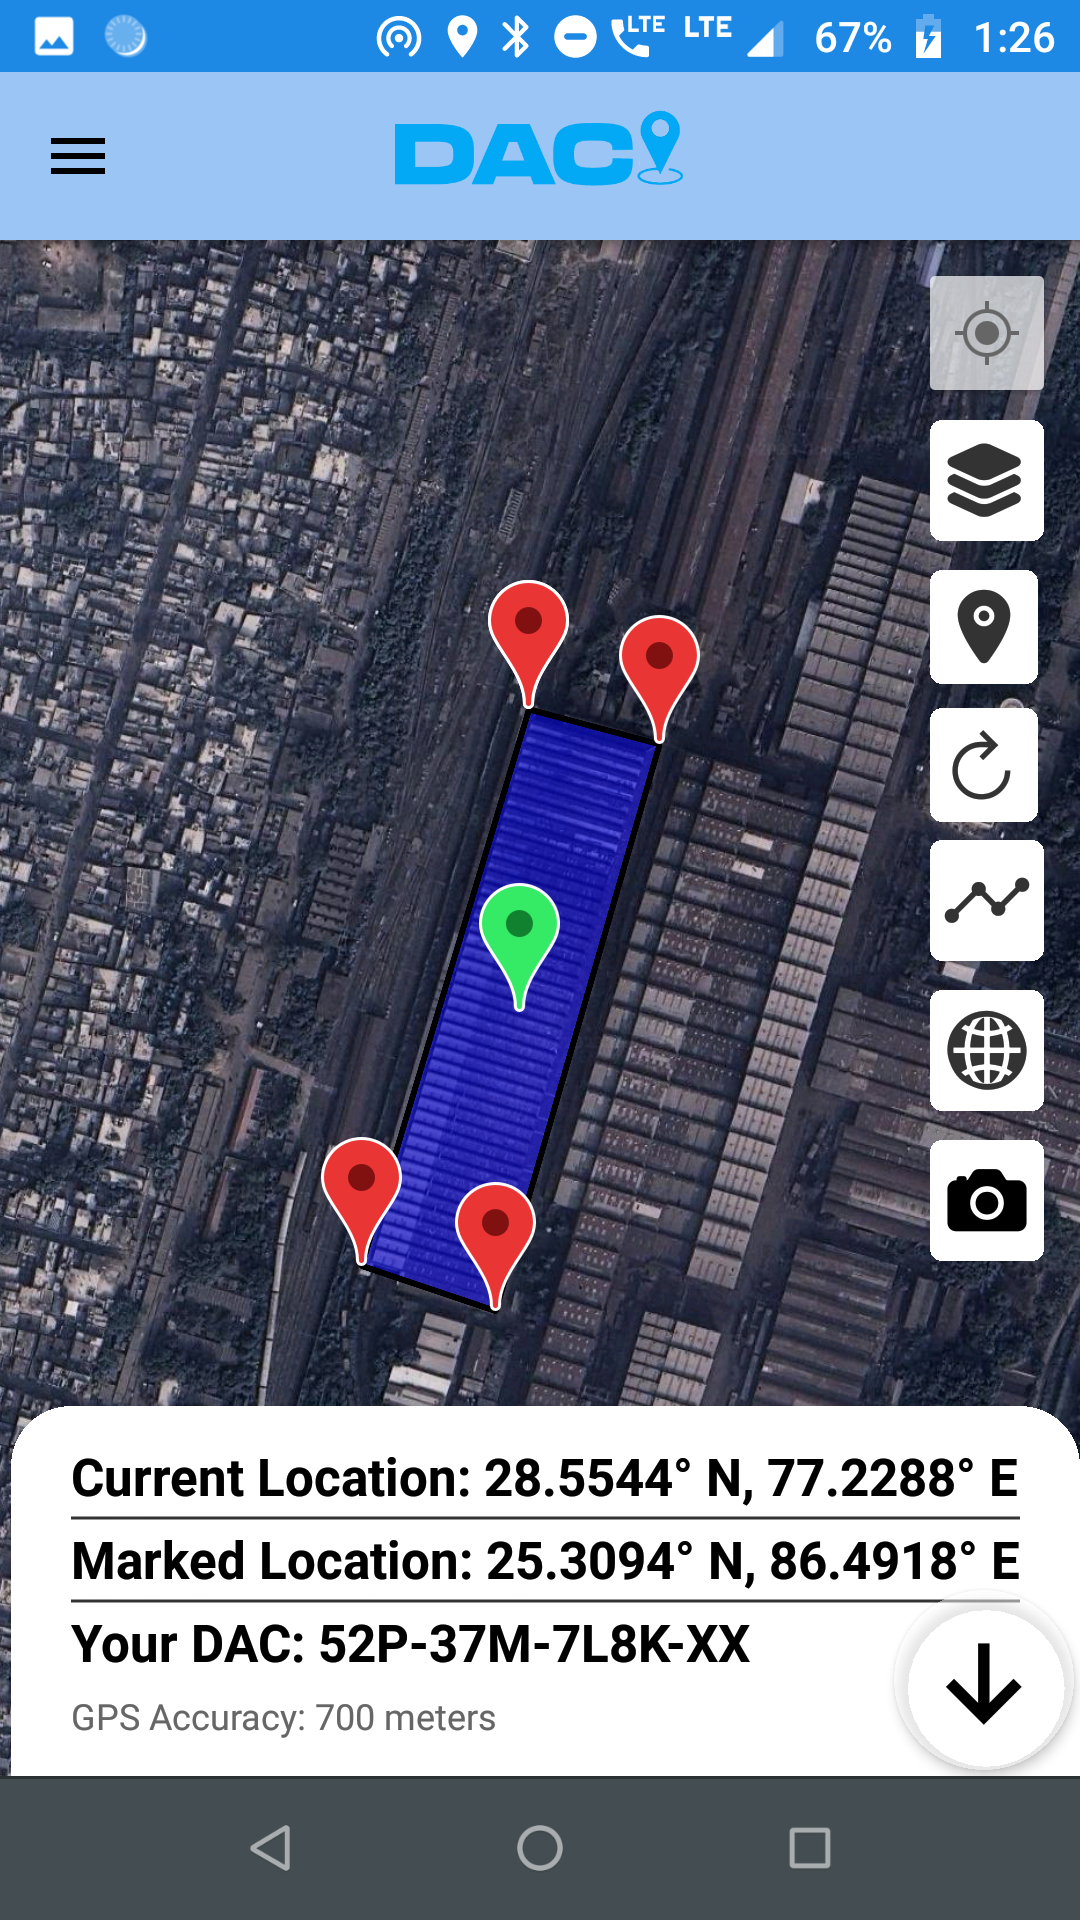 LTE LTE 67% 1:26
DAC
Current Location: 28.5544° N, 77.2288° E
Marked Location: 25.3094° N, 86.4918° E
Your DAC: 52P-37M-7L8K-XX
GPS Accuracy: 700 meters